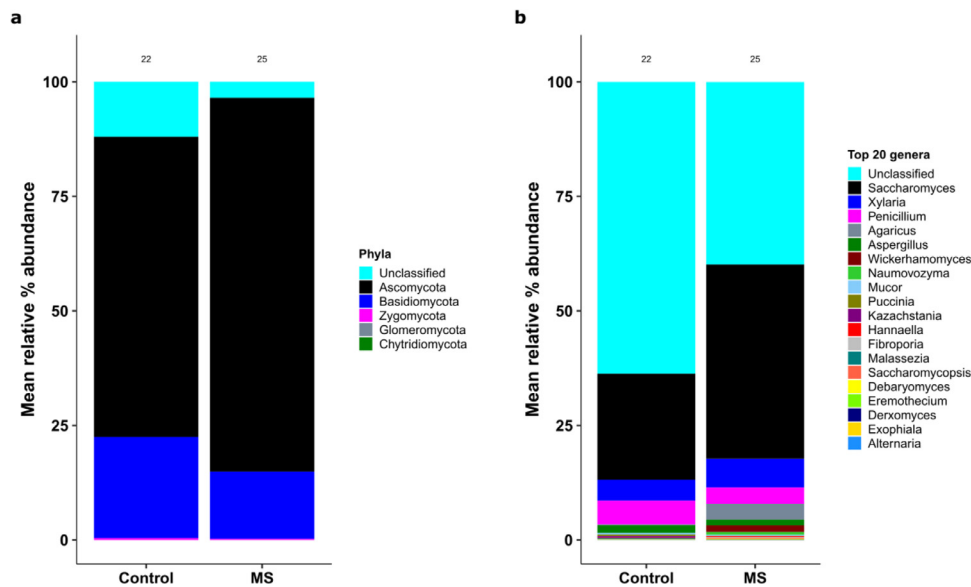 a
Mean relative % abundance
100
75
50
25
0
22
25
Control
MS
Phyla
Unclassified
Ascomycota
Basidiomycota
Zygomycota
Glomeromycota
Chytridiomycota
b
Mean relative % abundance
100
75
50
25
0
22
25
Control
MS
Top 20 genera
Unclassified
Saccharomyces
Xylaria
Penicillium
Agaricus
Aspergillus
Wickerhamomyces
Naumovozyma
Mucor
Puccinia
Kazachstania
Hannaella
Fibroporia
Malassezia
Saccharomycopsis
Debaryomyces
Eremothecium
Derxomyces
Exophiala
Alternaria